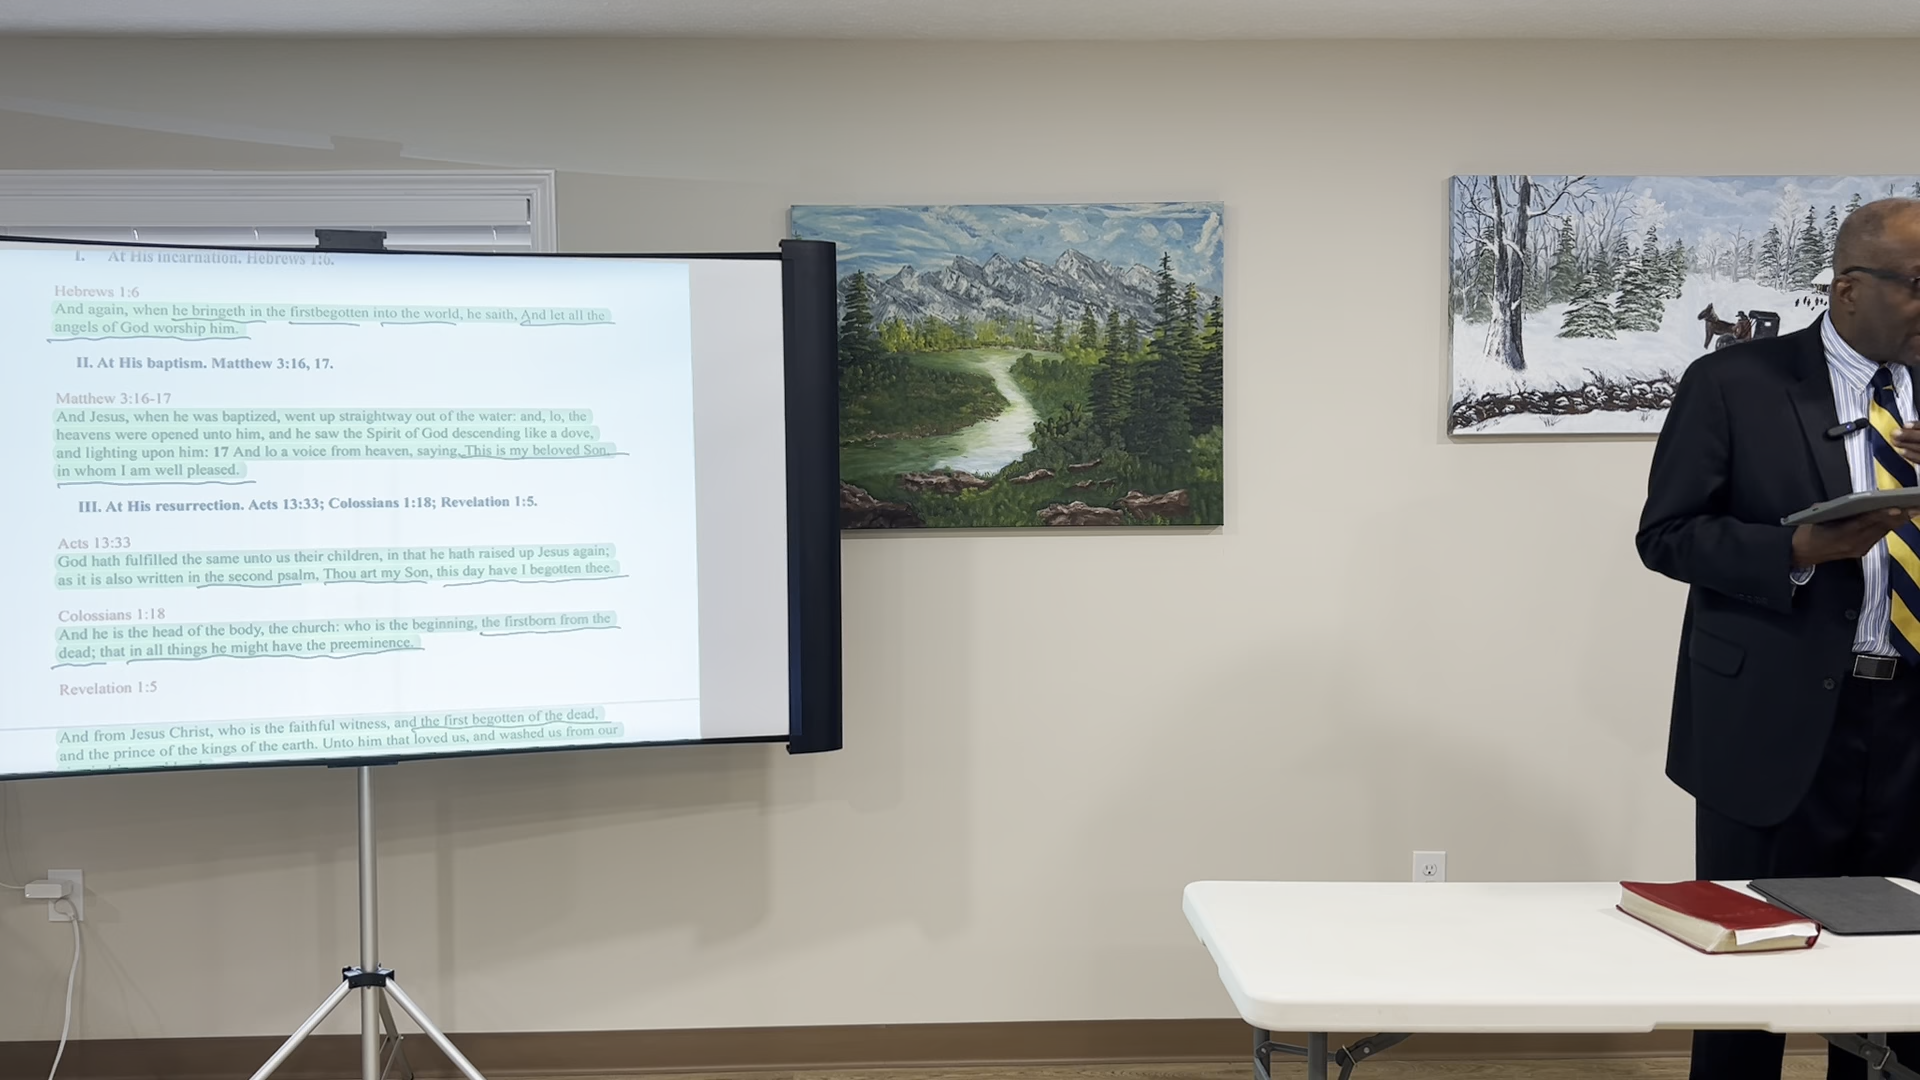 I. At His incarnation. Hebrews 1:6.
Hebrews 1:6
And again, when he bringeth in the firstbegotten into the world, he saith, And let all the
angels of God worship him.
II. At His baptism. Matthew 3:16, 17.
Matthew 3:16-17
And Jesus, when he was baptized, went up straightway out of the water: and, lo, the
heavens were opened unto him, and he saw the Spirit of God descending like a dove,
and lighting upon him: 17 And lo a voice from heaven, saying, This is my beloved Son,
in whom I am well pleased.
III. At His resurrection. Acts 13:33; Colossians 1:18; Revelation 1:5.
Acts 13:33
God hath fulfilled the same unto us their children, in that he hath raised up Jesus again;
as it is also written in the second psalm, Thou art my Son, this day have I begotten thee.
Colossians 1:18
And he is the head of the body, the church: who is the beginning, the firstborn from the
dead; that in all things he might have the preeminence.
Revelation 1:5
And from Jesus Christ, who is the faithful witness, and the first begotten of the dead,
and the prince of the kings of the earth. Unto him that loved us, and washed us from our